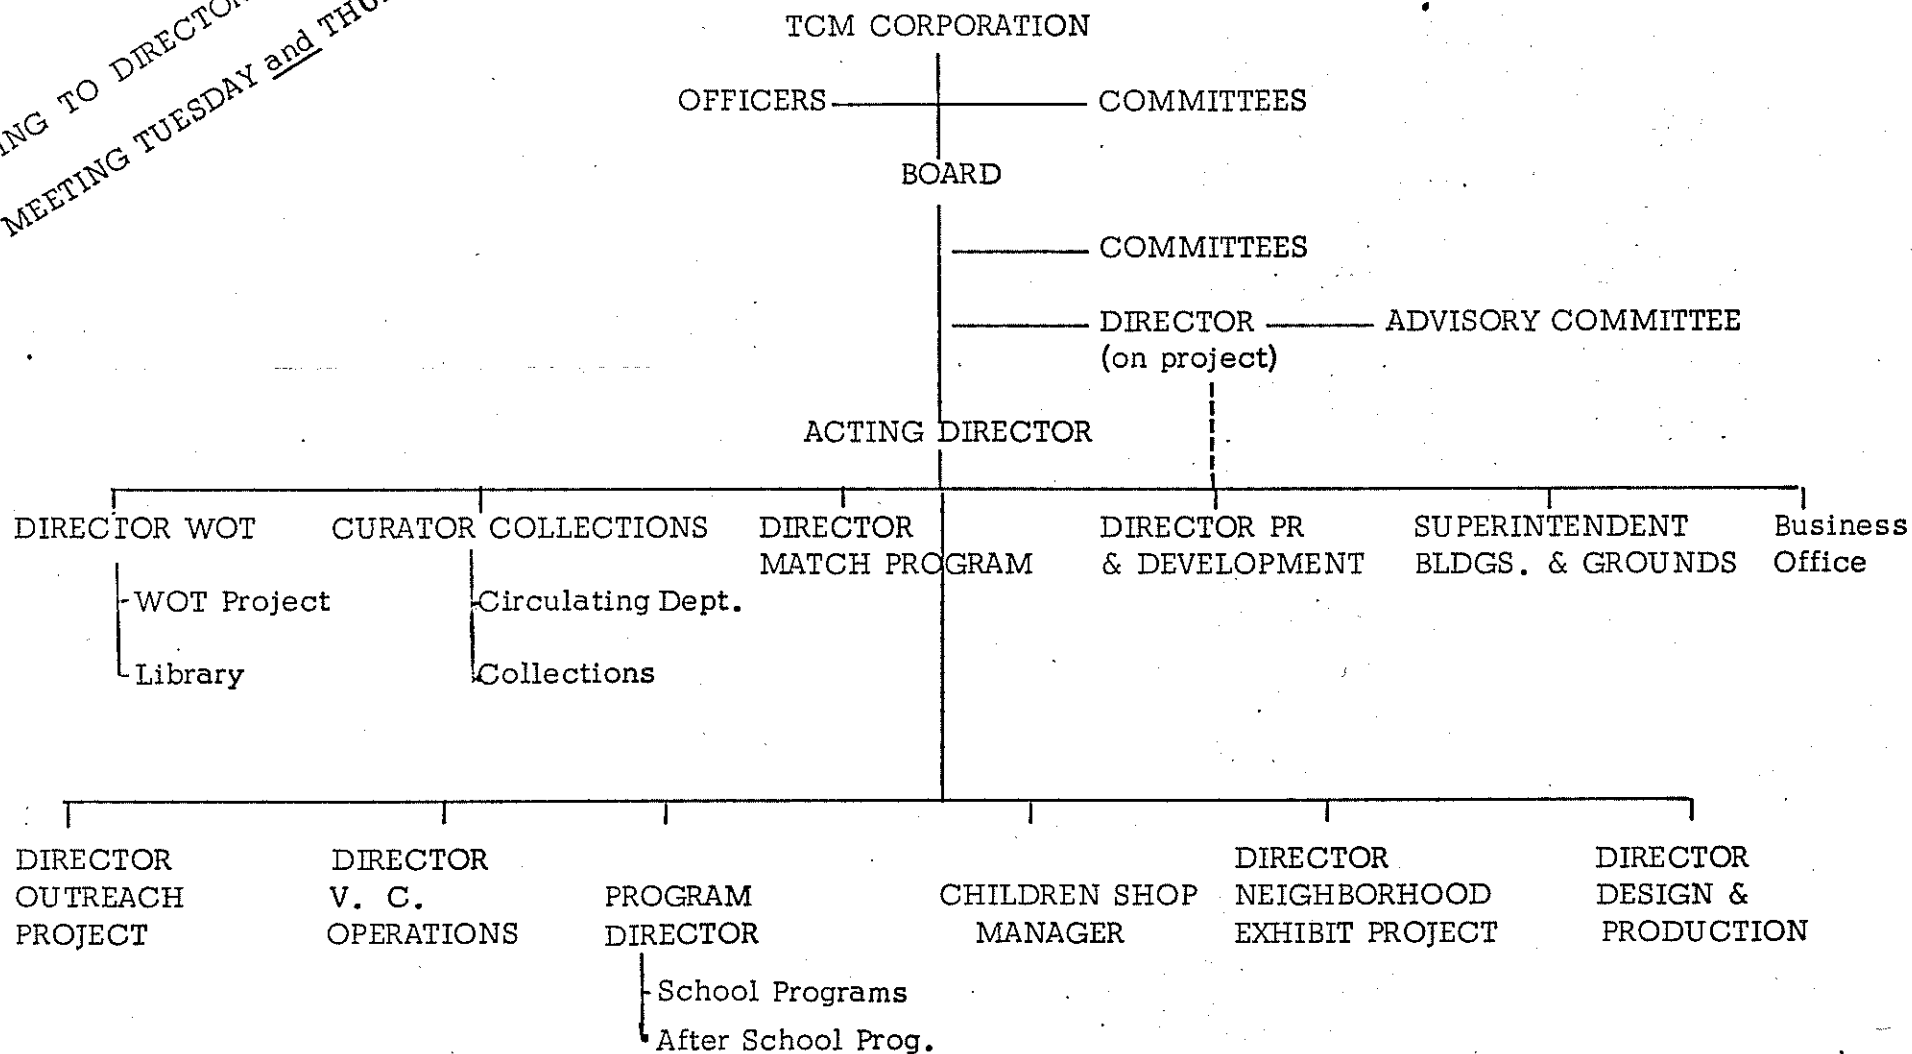 TO DIRECTOR
MEETING TUESDAY and
TCM CORPORATION
OFFICERS COMMITTEES
BOARD
COMMITTEES
DIRECTOR ADVISORY COMMITTEE
(on project)
ACTING DIRECTOR
DIRECTOR WOT
WOT Project
Library
CURATOR COLLECTIONS
Circulating Dept.
Collections
DIRECTOR
MATCH PROGRAM
DIRECTOR PR
& DEVELOPMENT
SUPERINTENDENT
BLDGS. & GROUNDS
Business
Office
DIRECTOR
OUTREACH
PROJECT
DIRECTOR
V. C.
OPERATIONS
PROGRAM
DIRECTOR
School Programs
After School Prog.
CHILDREN SHOP
MANAGER
DIRECTOR
NEIGHBORHOOD
EXHIBIT PROJECT
DIRECTOR
DESIGN &
PRODUCTION